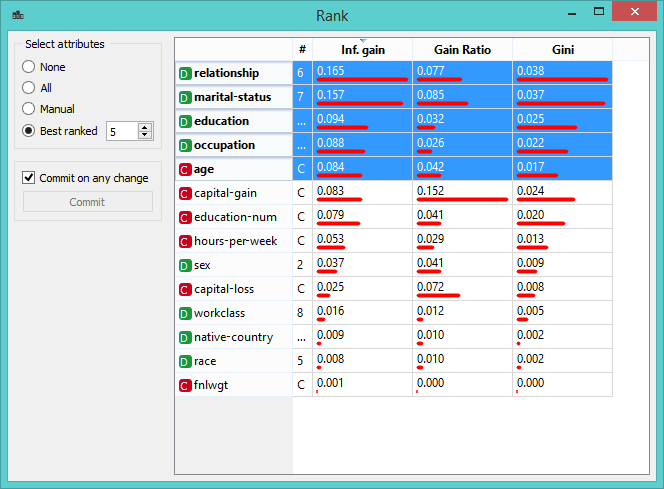 Rank
Select attributes
None
All
Manual
Best ranked 5
Commit on any change
Commit
# Inf. gain Gain Ratio Gini
D relationship 6 0.165 0.077 0.038
D marital-status 7 0.157 0.085 0.037
D education ... 0.094 0.032 0.025
D occupation ... 0.088 0.026 0.022
C age C 0.084 0.042 0.017
C capital-gain C 0.083 0.152 0.024
C education-num C 0.079 0.041 0.020
C hours-per-week C 0.053 0.029 0.013
D sex 2 0.037 0.041 0.009
C capital-loss C 0.025 0.072 0.008
D workclass 8 0.016 0.012 0.005
D native-country ... 0.009 0.010 0.002
D race 5 0.008 0.010 0.002
C fnlwgt C 0.001 0.000 0.000